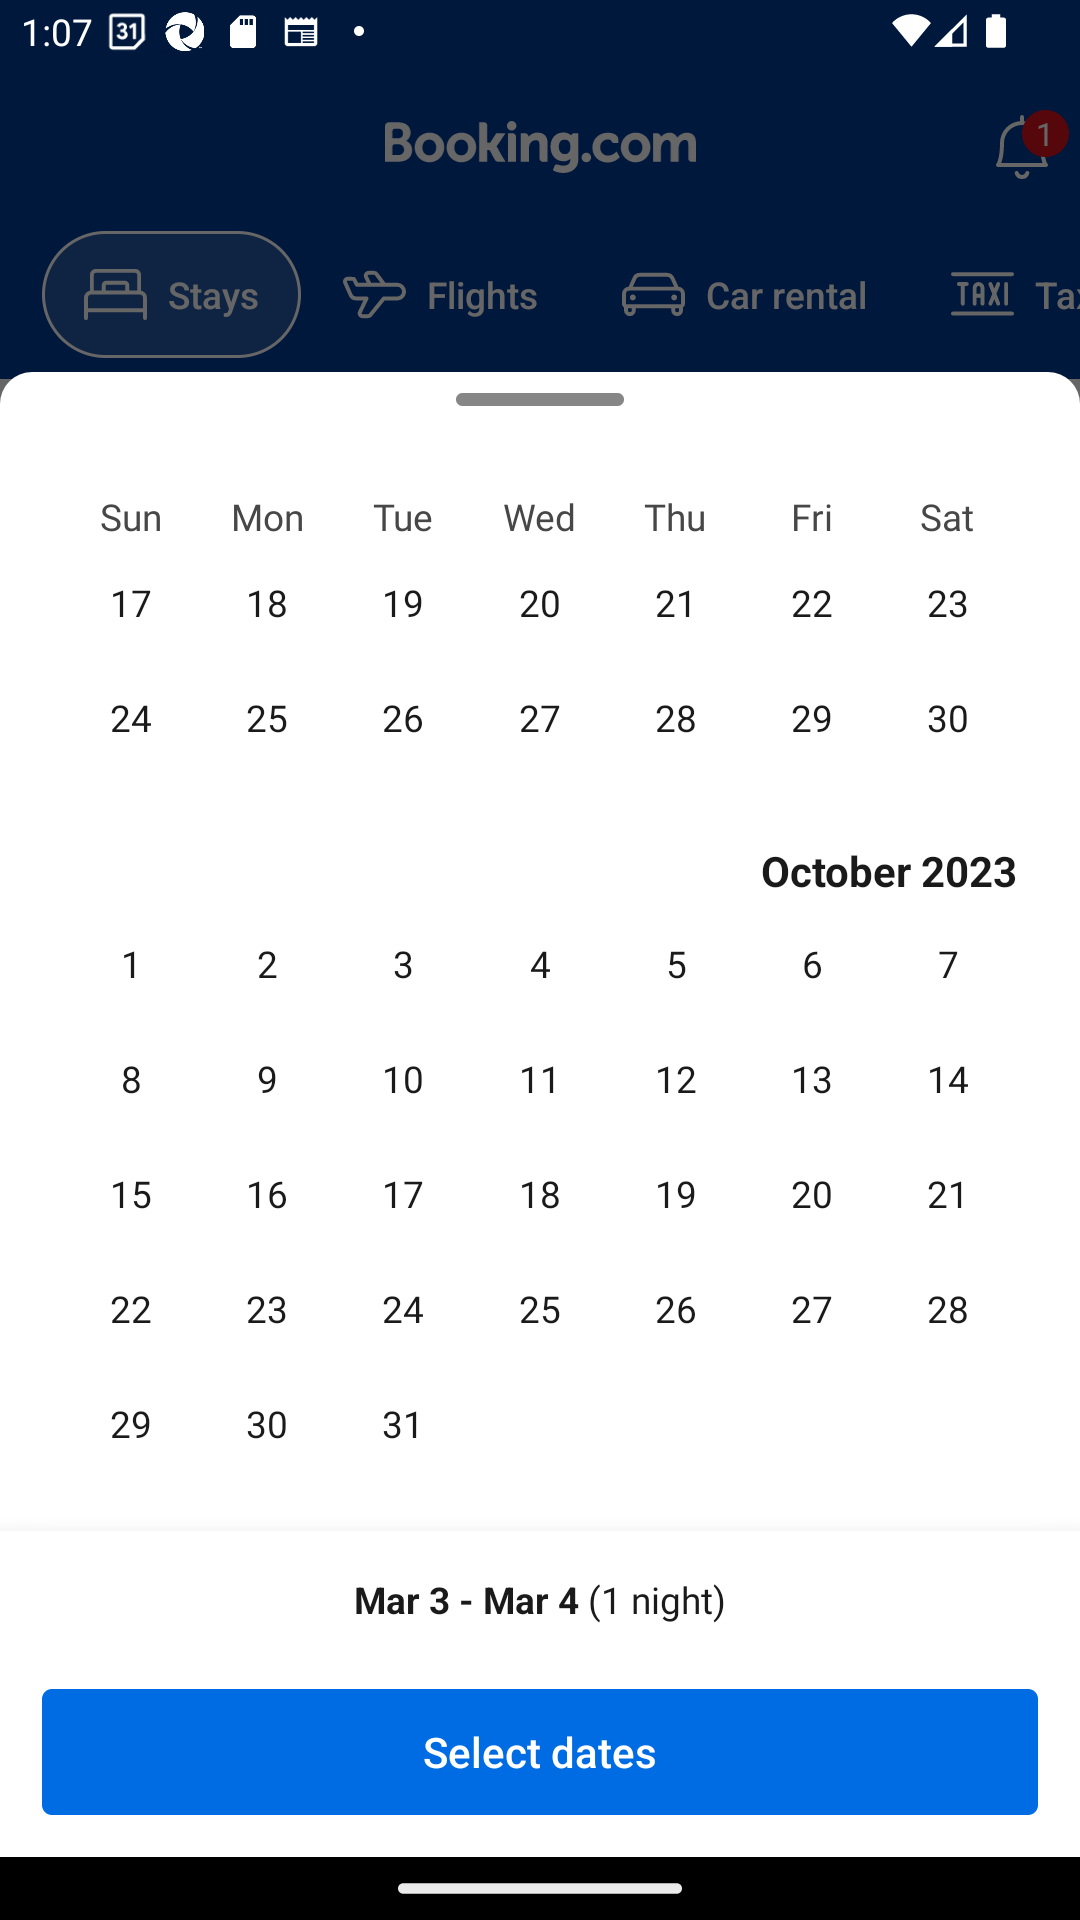 1:07 31
Booking.com 1
Stays Flights Car rental TAXI Tax
Sun Mon Tue Wed Thu Fri Sat
17 18 19 20 21 22 23
24 25 26 27 28 29 30
October 2023
1 2 3 4 5 6 7
8 9 10 11 12 13 14
15 16 17 18 19 20 21
22 23 24 25 26 27 28
29 30 31
Mar 3 - Mar 4 (1 night)
Select dates